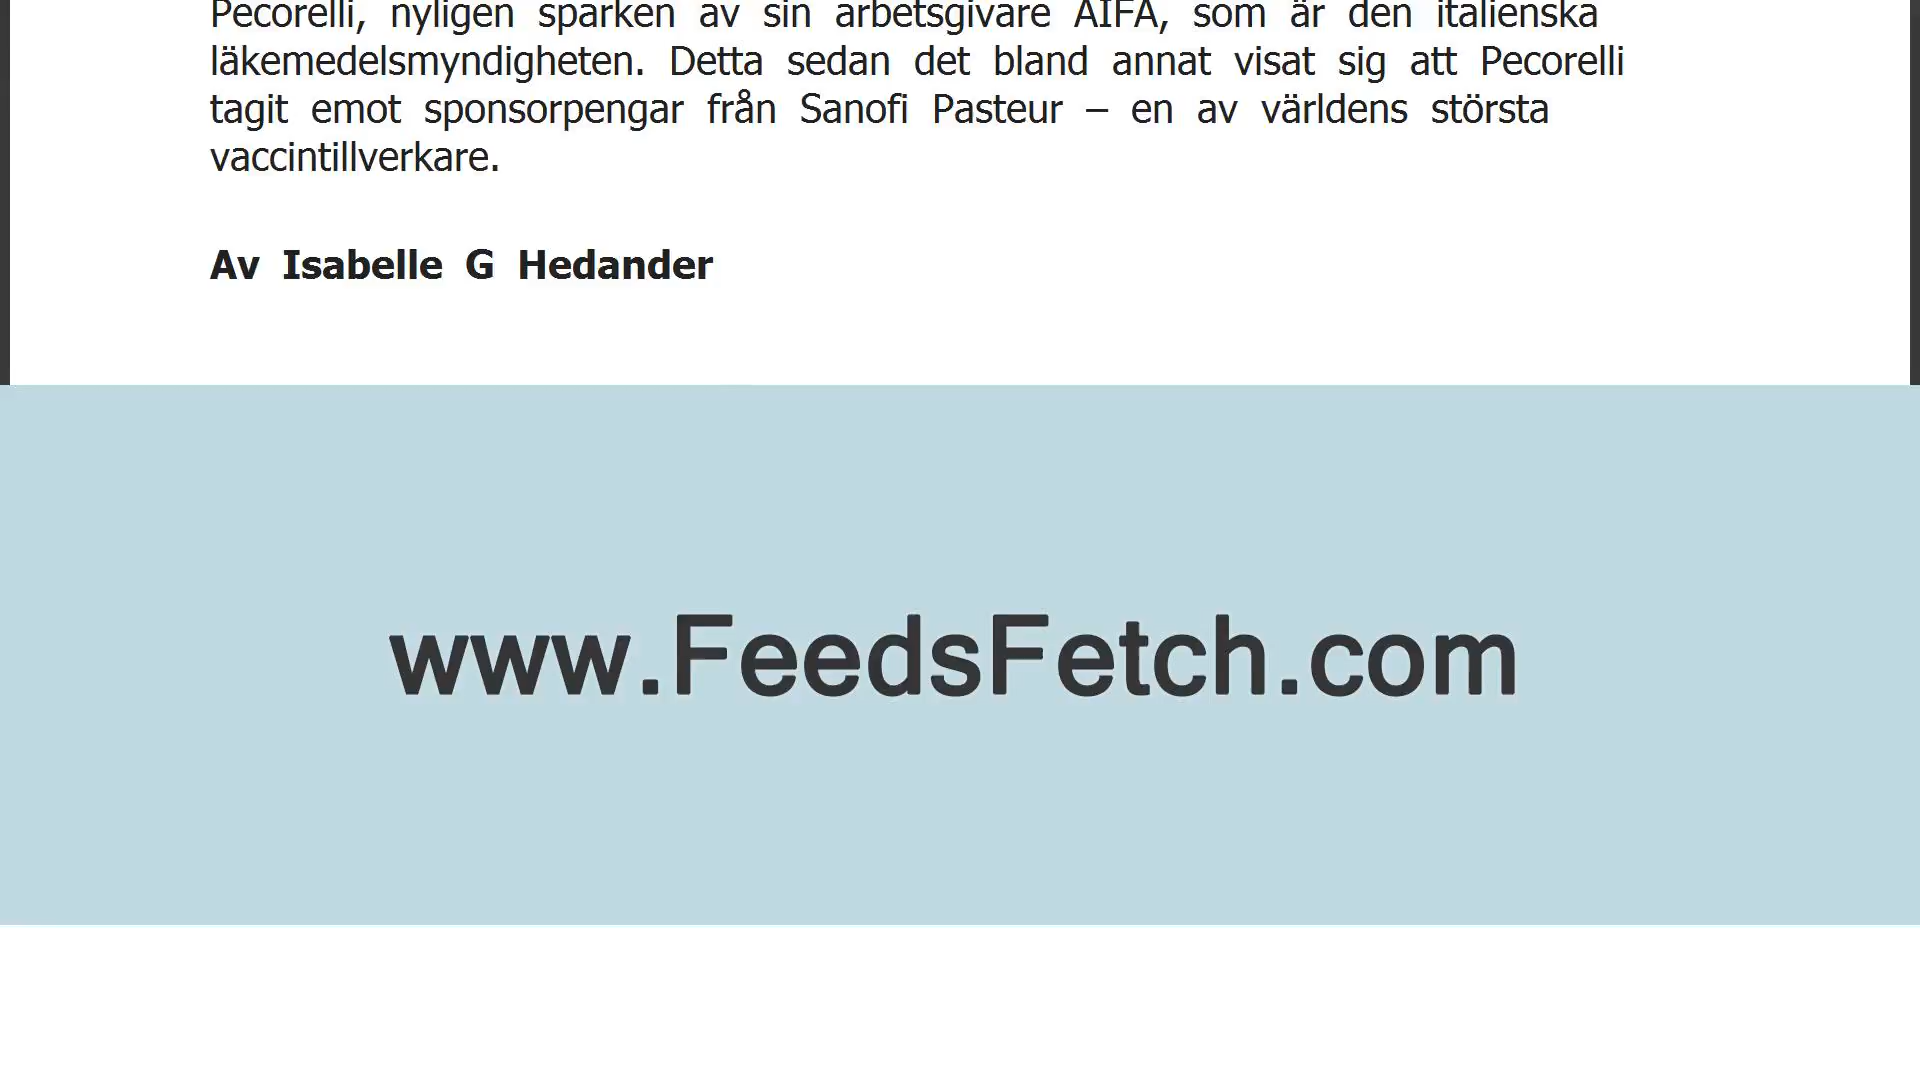 Pecorelli, nyligen sparken av sin arbetsgivare AIFA, som är den italienska
läkemedelsmyndigheten. Detta sedan det bland annat visat sig att Pecorelli
tagit emot sponsorpengar från Sanofi Pasteur – en av världens största
vaccintillverkare.
Av Isabelle G Hedander
www.FeedsFetch.com